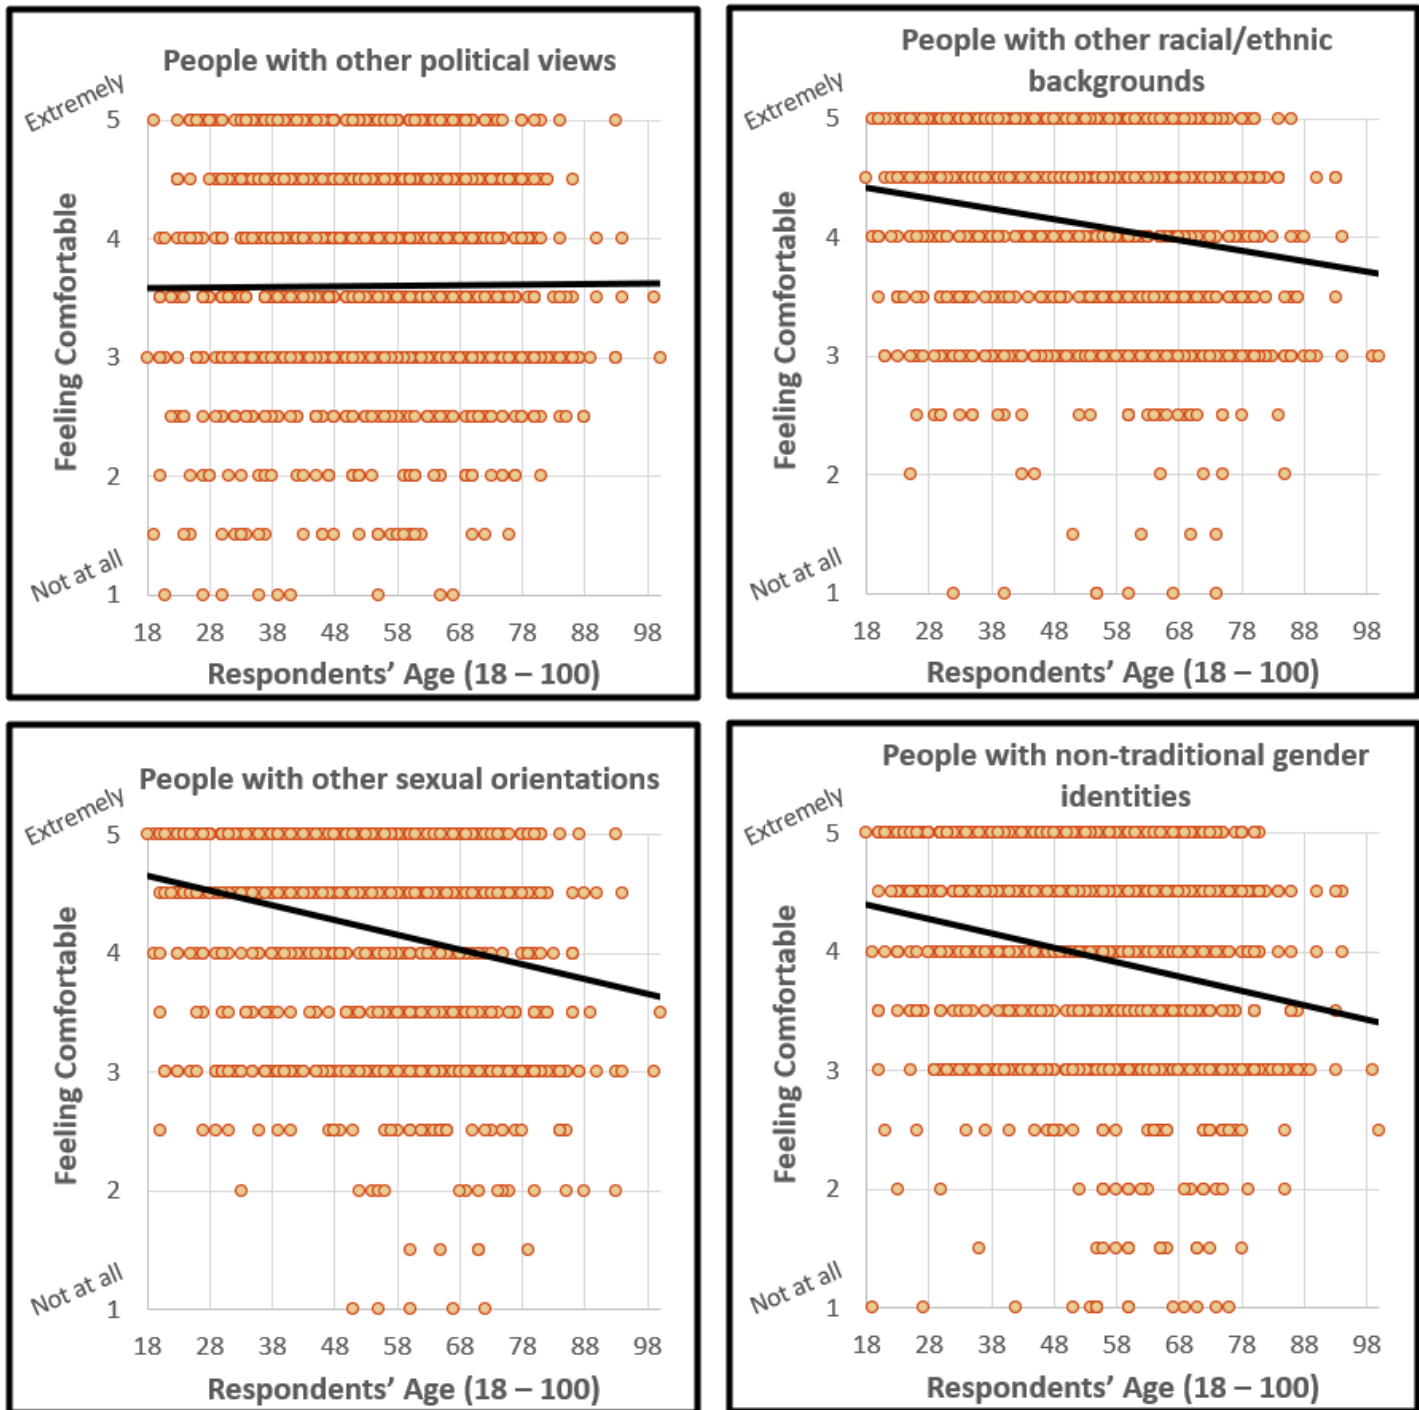 People with other political views
Extremely
5
4
3
2
1
Not at all
Feeling Comfortable
18 28 38 48 58 68 78 88 98
Respondents' Age (18 – 100)
People with other racial/ethnic
backgrounds
Extremely
5
4
3
2
1
Not at all
Feeling Comfortable
18 28 38 48 58 68 78 88 98
Respondents' Age (18 – 100)
People with other sexual orientations
Extremely
5
4
3
2
1
Not at all
Feeling Comfortable
18 28 38 48 58 68 78 88 98
Respondents' Age (18 – 100)
People with non-traditional gender
identities
Extremely
5
4
3
2
1
Not at all
Feeling Comfortable
18 28 38 48 58 68 78 88 98
Respondents' Age (18 – 100)